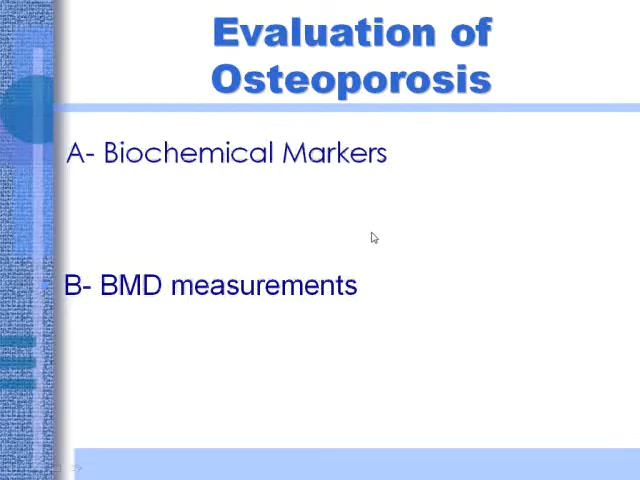 Evaluation of
Osteoporosis
A- Biochemical Markers
B- BMD measurements